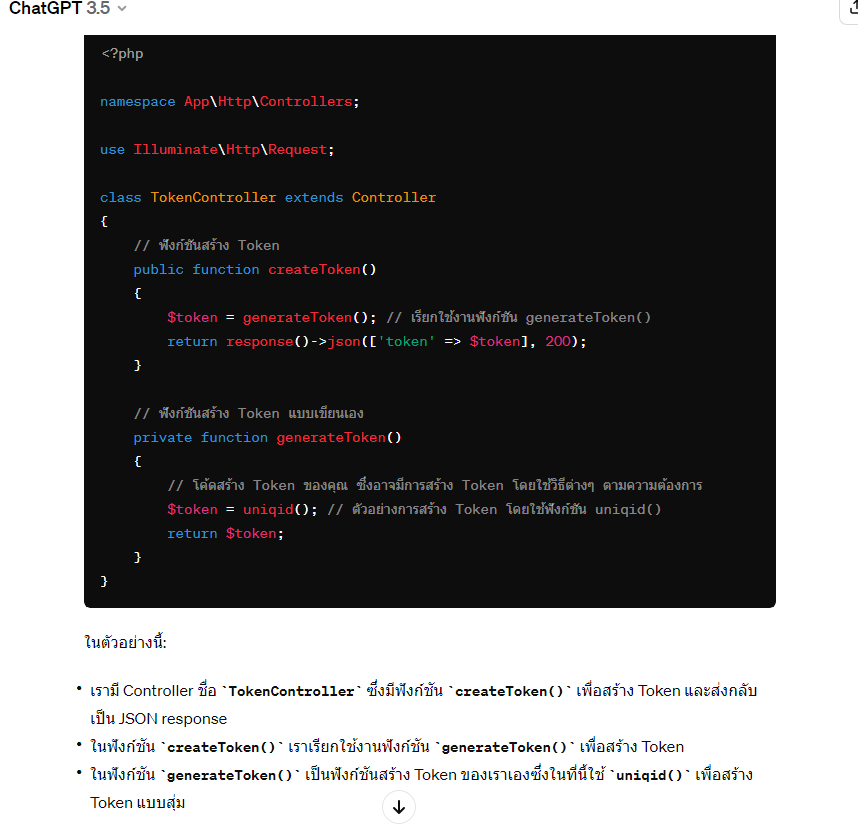 ChatGPT 3.5
<?php
namespace App\Http\Controllers;
use Illuminate\Http\Request;
class TokenController extends Controller
{
// ฟังก์ชันสร้าง Token
public function createToken()
{
$token = generateToken(); // เรียกใช้งานฟังก์ชัน generateToken()
return response()->json(['token' => $token], 200);
}
// ฟังก์ชันสร้าง Token แบบเขียนเอง
private function generateToken()
{
// โค้ดสร้าง Token ของคุณ ซึ่งอาจมีการสร้าง Token โดยใช้วิธีต่างๆ ตามความต้องการ
$token = uniqid(); // ตัวอย่างการสร้าง Token โดยใช้ฟังก์ชัน uniqid()
return $token;
}
}
ในตัวอย่างนี้:
• เรามี Controller ชื่อ `TokenController` ซึ่งมีฟังก์ชัน `createToken()` เพื่อสร้าง Token และส่งกลับ
เป็น JSON response
• ในฟังก์ชัน `createToken()` เราเรียกใช้งานฟังก์ชัน `generateToken()` เพื่อสร้าง Token
• ในฟังก์ชัน `generateToken()` เป็นฟังก์ชันสร้าง Token ของเราเองซึ่งในที่นี้ใช้ `uniqid()` เพื่อสร้าง
Token แบบสุ่ม